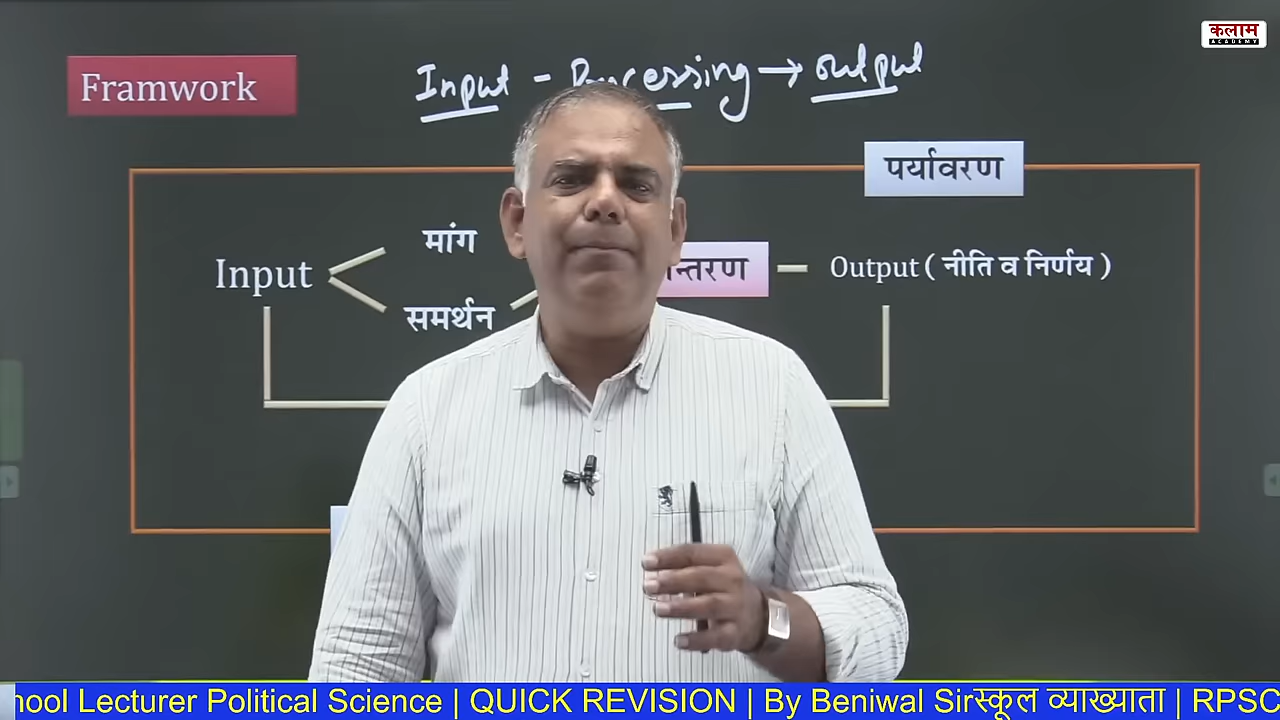 कलाम
ACADEMY
Framwork
Input - Processing → output
पर्यावरण
मांग
Input
Output ( नीति व निर्णय )
समर्थन
hool Lecturer Political Science | QUICK REVISION | By Beniwal Sirस्कूल व्याख्याता | RPSC